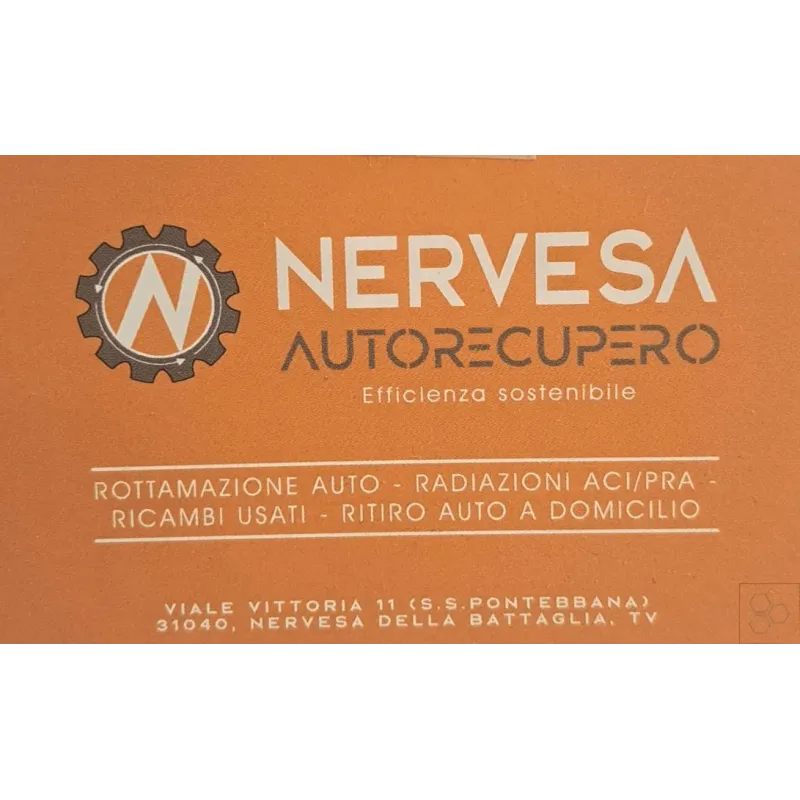 N
NERVESA
AUTORECUPERO
Efficienza sostenibile
ROTTAMAZIONE AUTO - RADIAZIONI ACI/PRA -
RICAMBI USATI - RITIRO AUTO A DOMICILIO
VIALE VITTORIA 11 (S.S.PONTEBBANA)
31040, NERVESA DELLA BATTAGLIA, TV